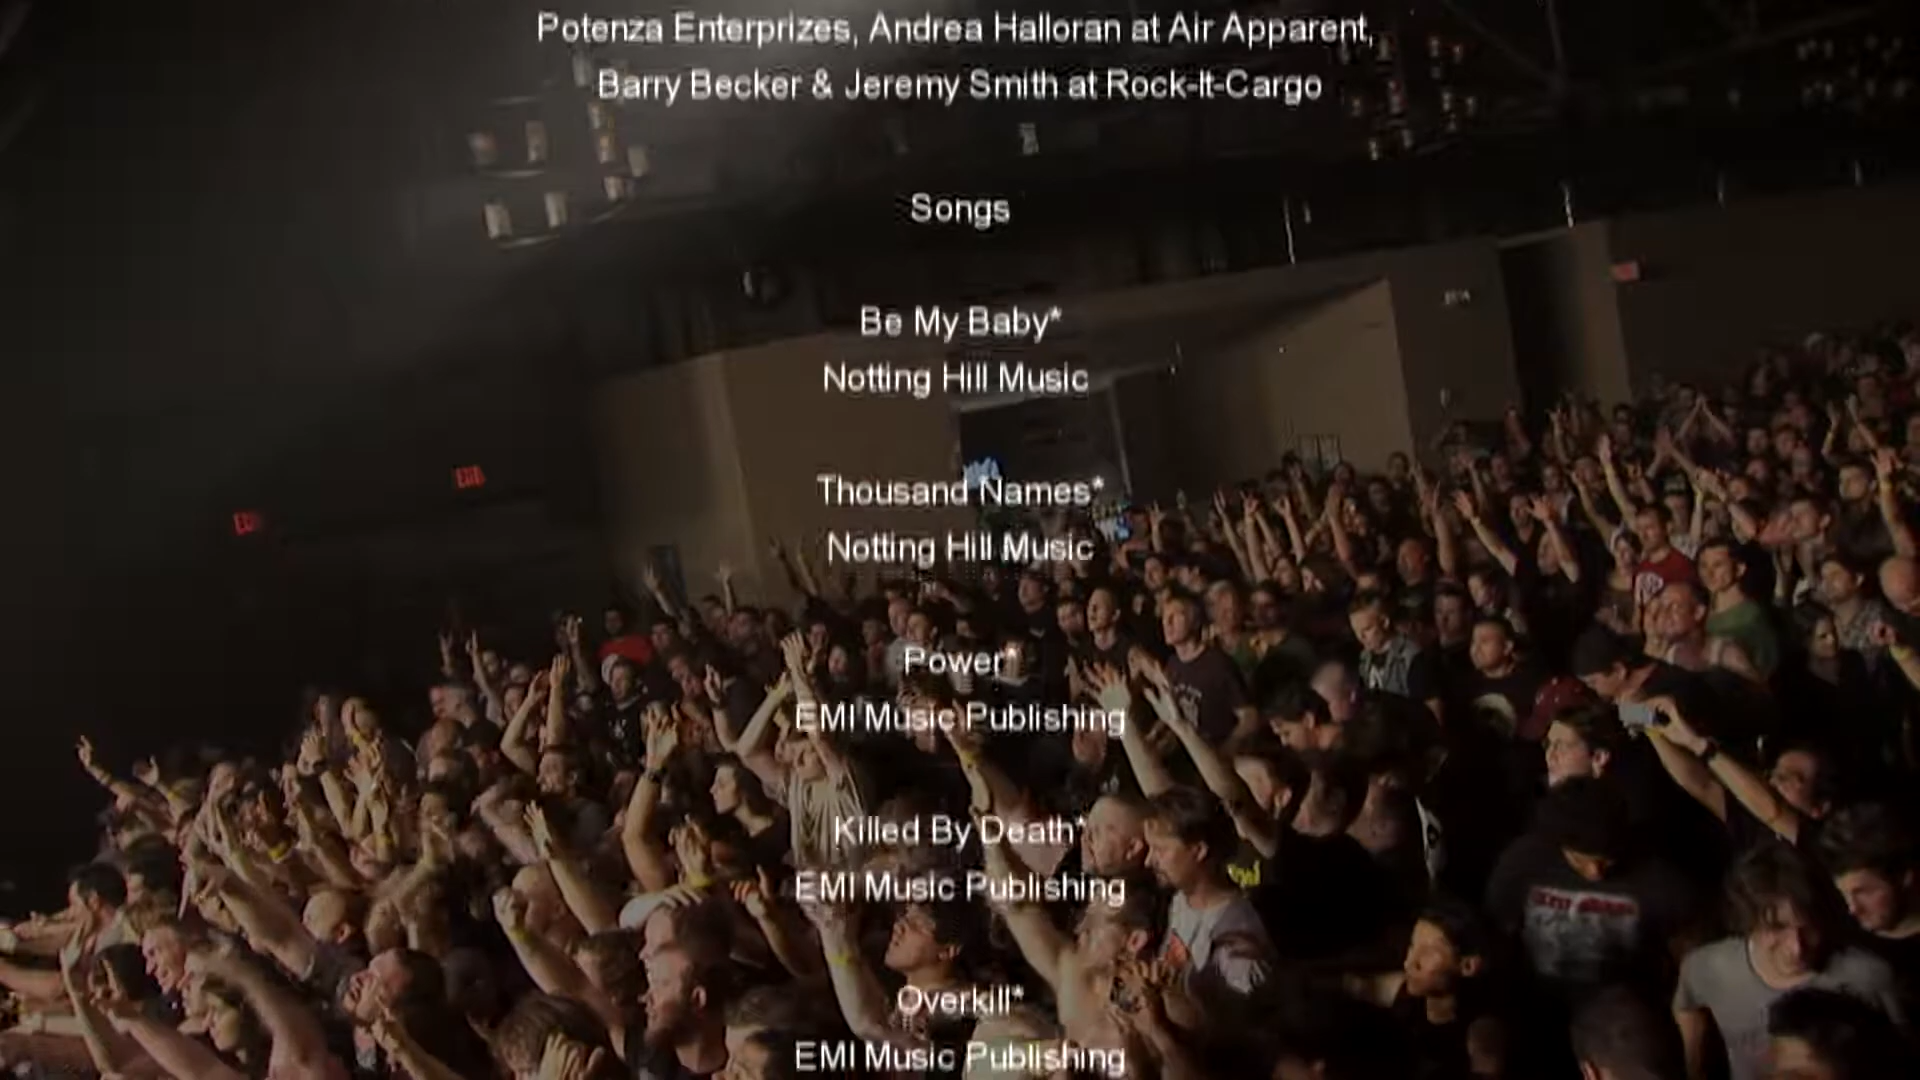 Potenza Enterprizes, Andrea Halloran at Air Apparent,
Barry Becker & Jeremy Smith at Rock-It-Cargo
Songs
Be My Baby*
Notting Hill Music
EXIT
Thousand Names*
Notting Hill Music
Power*
EMI Music Publishing
Killed By Death*
EMI Music Publishing
Overkill*
EMI Music Publishing